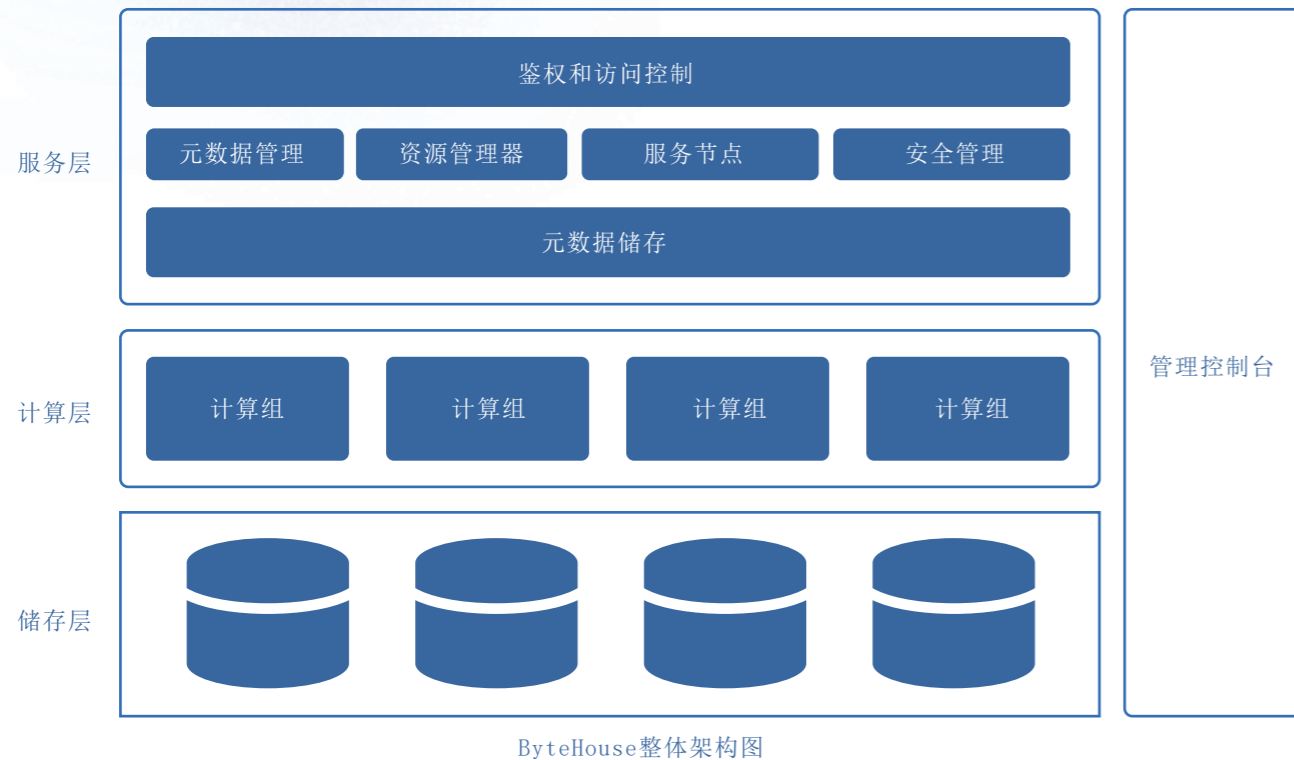 服务层
鉴权和访问控制
元数据管理
资源管理器
服务节点
安全管理
元数据储存
计算层
计算组
计算组
计算组
计算组
储存层
管理控制台
ByteHouse整体架构图